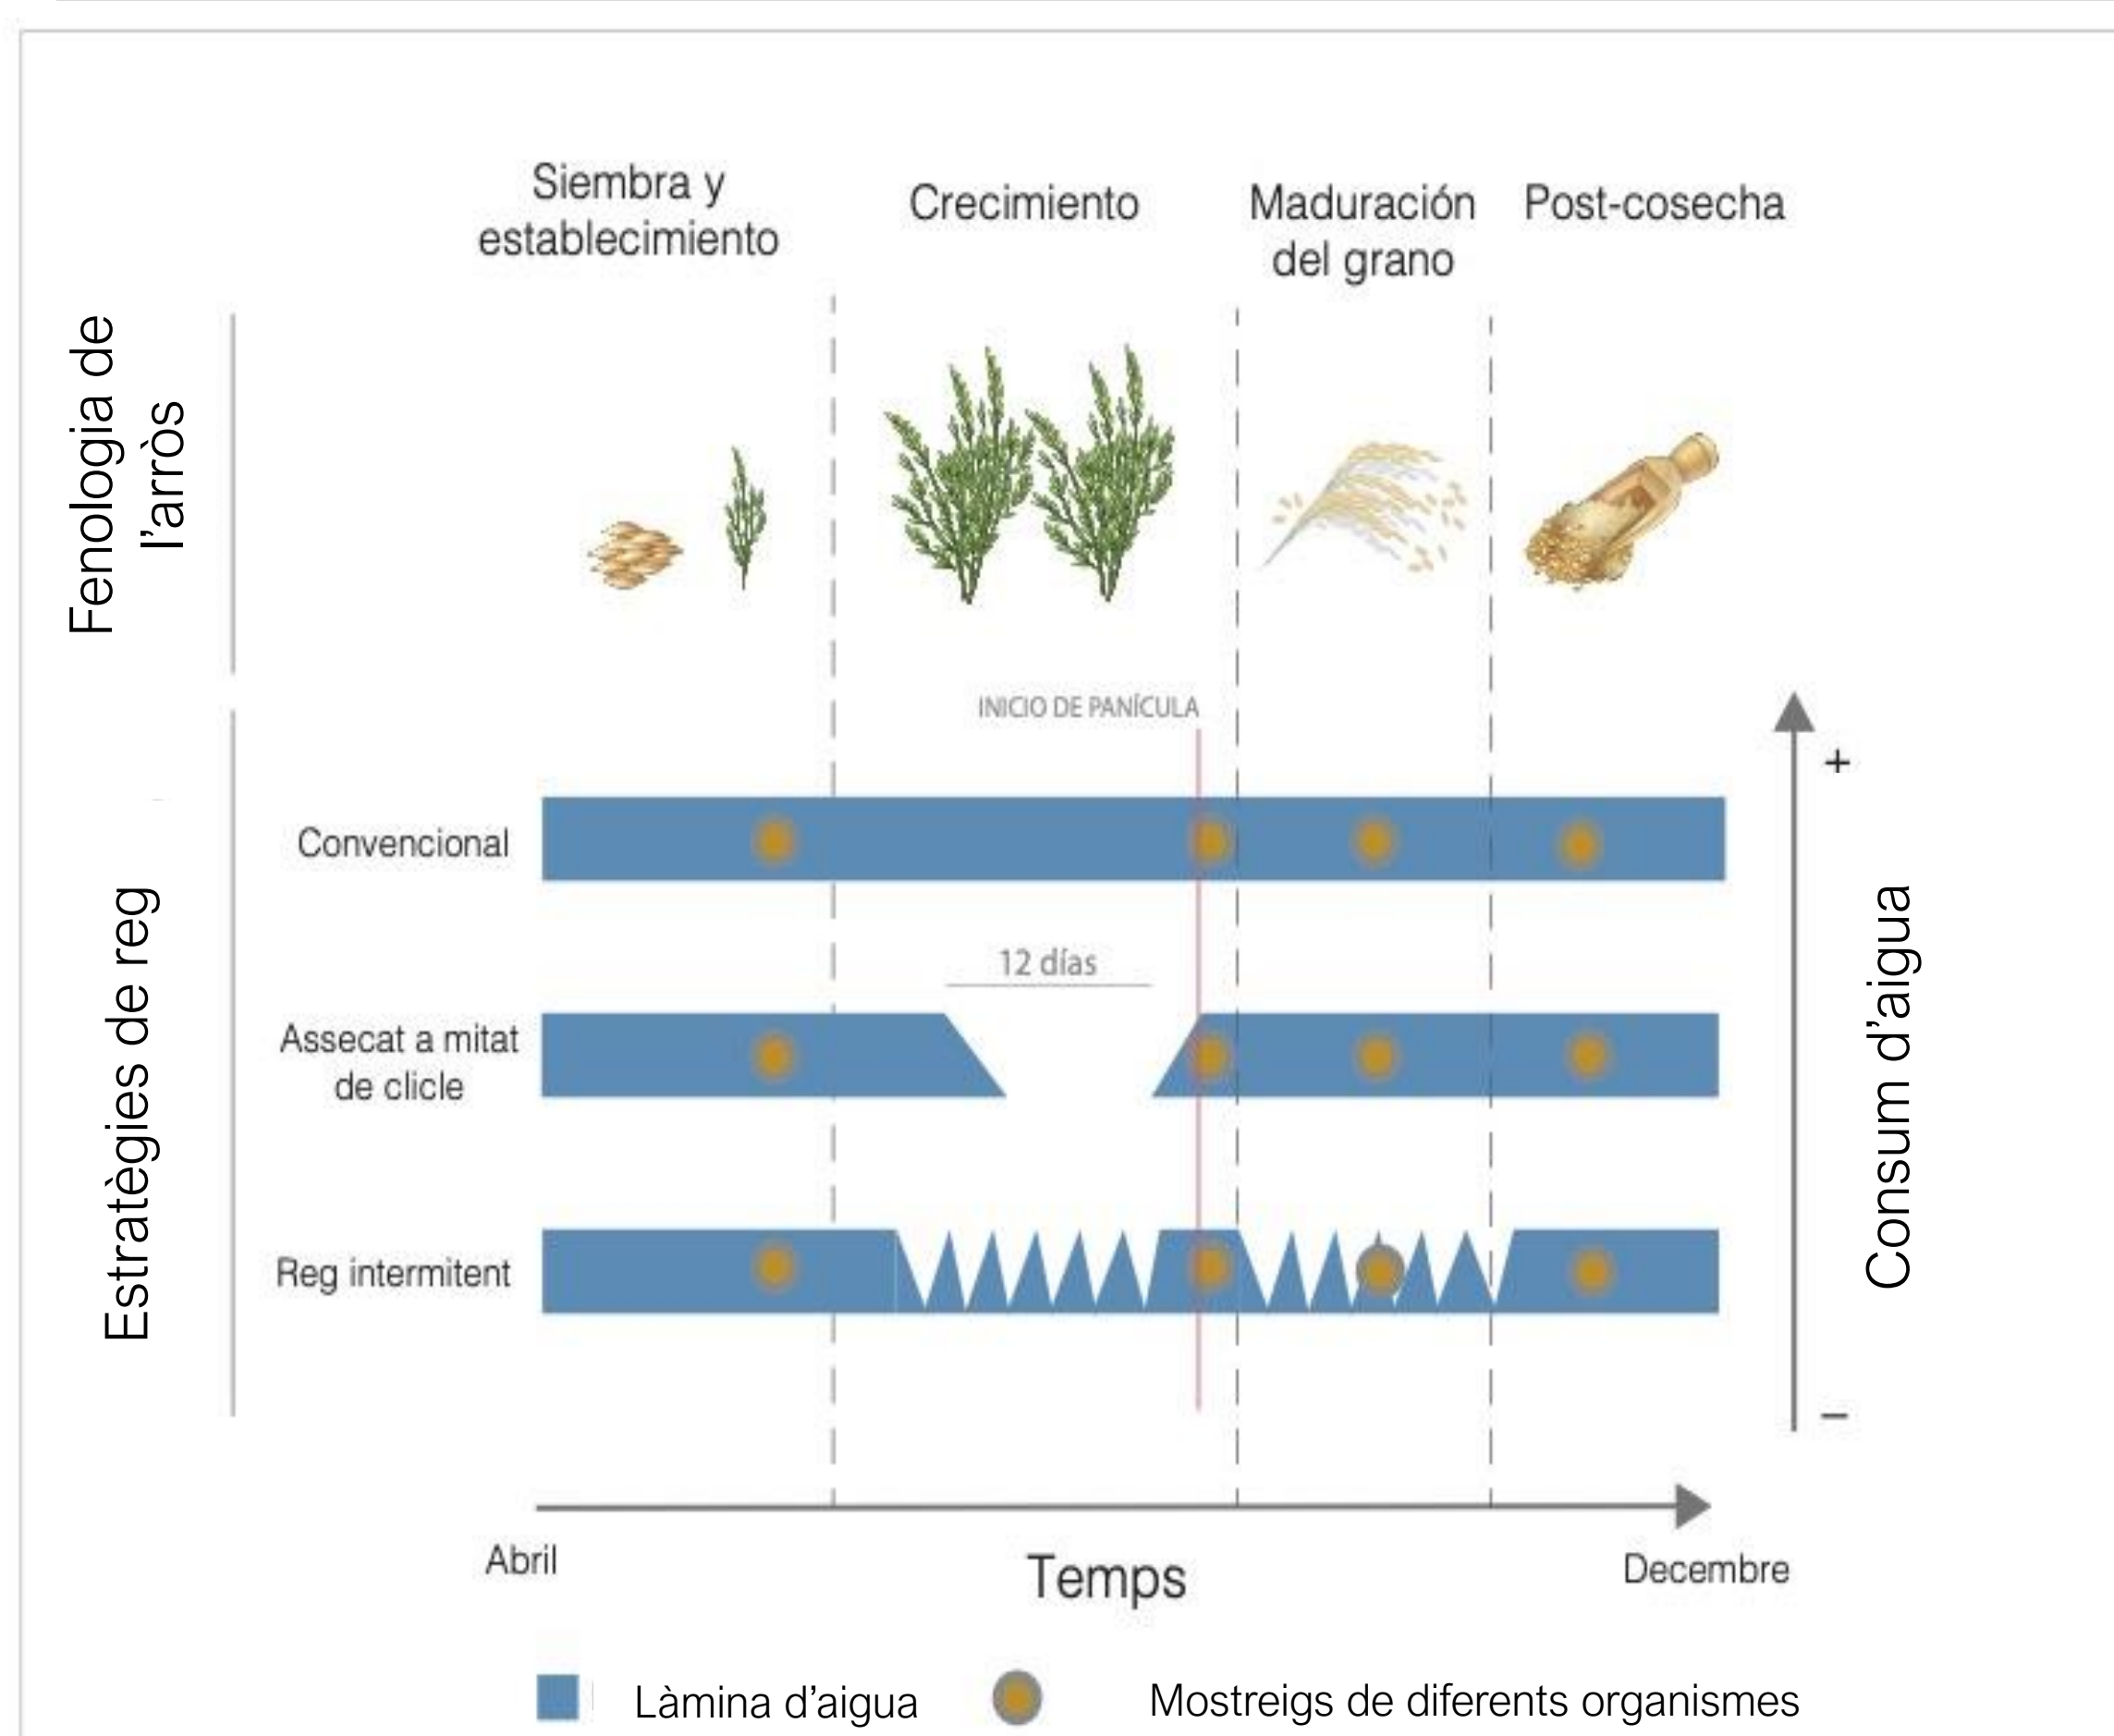 Siembra y
establecimiento
Crecimiento
Maduración
del grano
Post-cosecha
Fenologia de
l'arròs
INICIO DE PANÍCULA
+
Convencional
12 días
Assecat a mitat
de clicle
Reg intermitent
Estratègies de reg
Consum d'aigua
–
Abril
Temps
Decembre
Làmina d'aigua
Mostreigs de diferents organismes